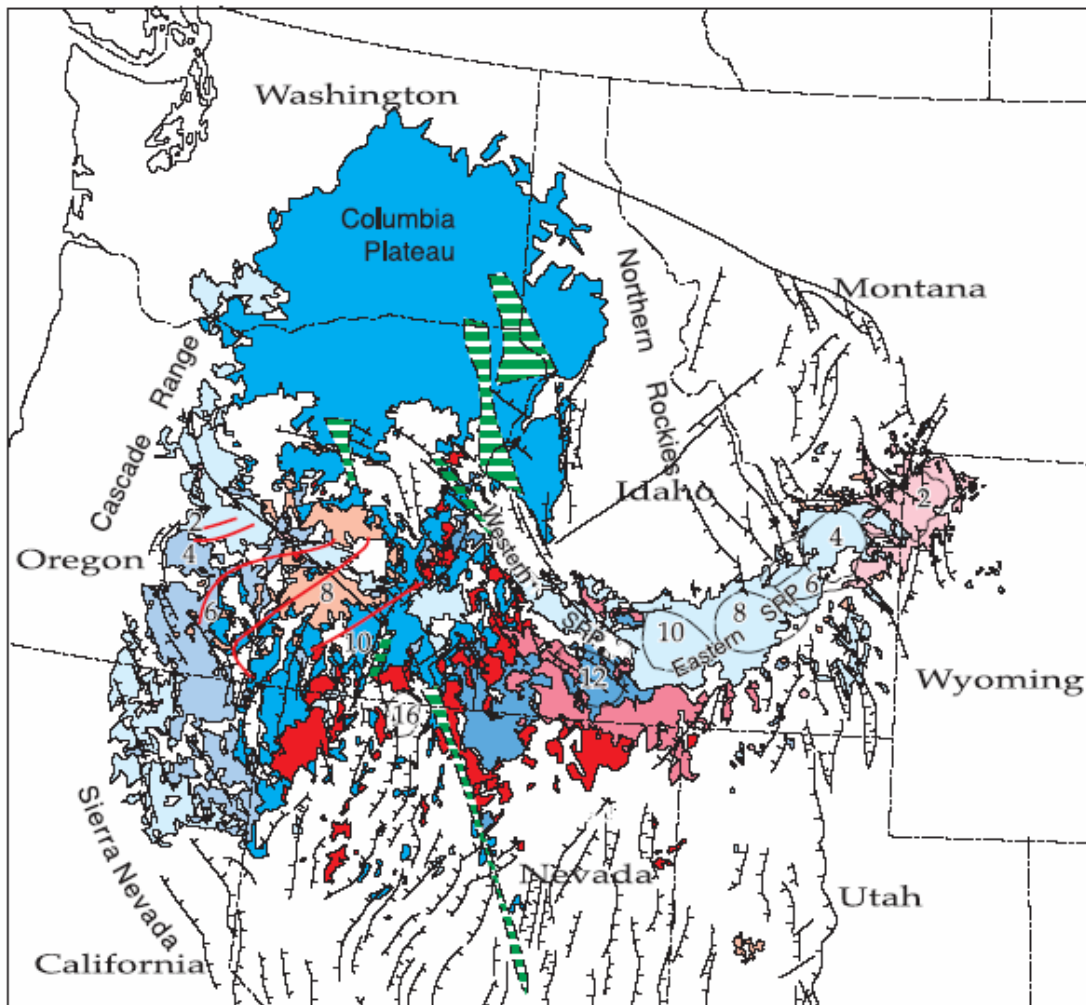 Washington
Columbia
Plateau
Northern
Rockies
Montana
Cascade Range
Idaho
Oregon
2
4
6
8
10
Western
SRP
12
10
Eastern
8
SRP
6
4
2
16
Wyoming
Sierra Nevada
Nevada
Utah
California